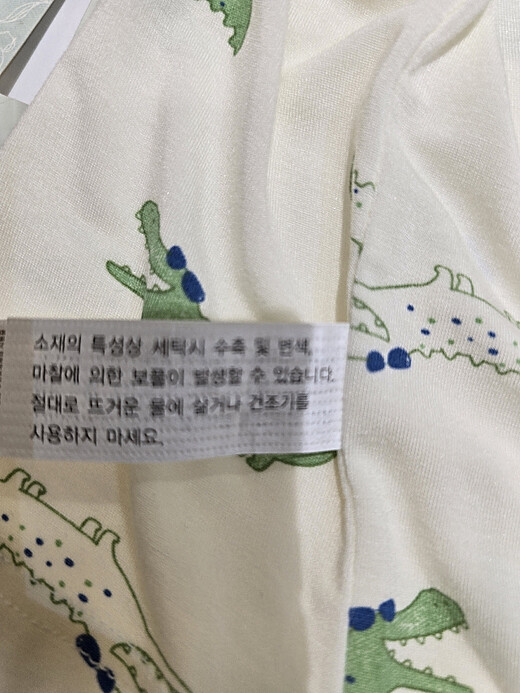 소재의 특성상 세탁시 수축 및 변색,
마찰에 의한 보풀이 발생할 수 있습니다.
절대로 뜨거운 물에 삶거나 건조기를
사용하지 마세요.